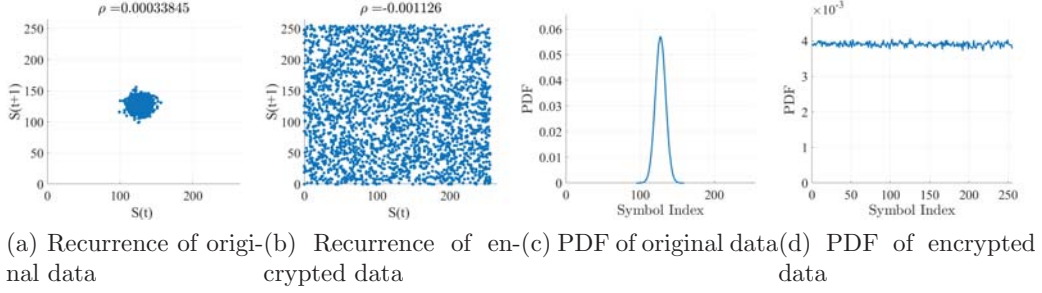 ρ =0.00033845
250
200
150
100
50
0
S(t+1)
0 100 200
S(t)
ρ =-0.001126
250
200
150
100
50
0
S(t+1)
0 100 200
S(t)
0.06
0.05
0.04
0.03
0.02
0.01
0
PDF
0 100 200
Symbol Index
×10⁻³
4
3
2
1
0
PDF
0 50 100 150 200 250
Symbol Index
(a) Recurrence of origi-
nal data
(b) Recurrence of en-
crypted data
(c) PDF of original data
(d) PDF of encrypted
data